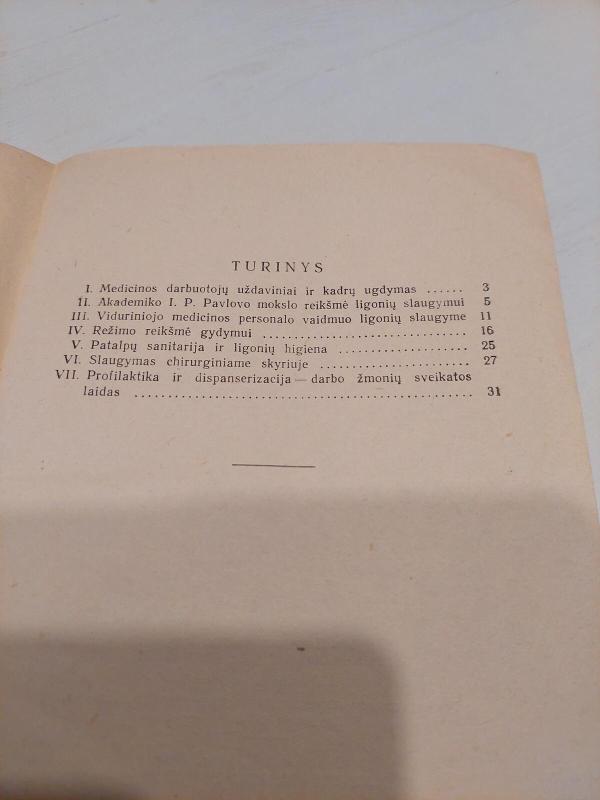 TURINYS
I. Medicinos darbuotojų uždaviniai ir kadrų ugdymas ...... 3
II. Akademiko I. P. Pavlovo mokslo reikšmė ligonių slaugymui 5
III. Viduriniojo medicinos personalo vaidmuo ligonių slaugyme 11
IV. Režimo reikšmė gydymui ................................ 16
V. Patalpų sanitarija ir ligonių higiena ................... 25
VI. Slaugymas chirurginiame skyriuje ...................... 27
VII. Profilaktika ir dispanserizacija — darbo žmonių sveikatos
laidas .................................................. 31